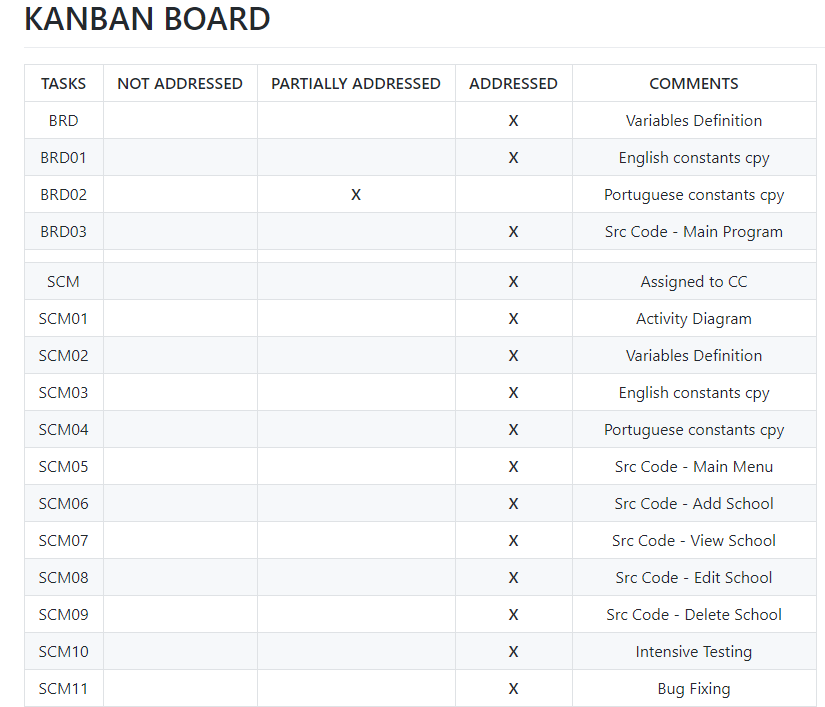 KANBAN BOARD
TASKS NOT ADDRESSED PARTIALLY ADDRESSED ADDRESSED COMMENTS
BRD X Variables Definition
BRD01 X English constants cpy
BRD02 X Portuguese constants cpy
BRD03 X Src Code - Main Program
SCM X Assigned to CC
SCM01 X Activity Diagram
SCM02 X Variables Definition
SCM03 X English constants cpy
SCM04 X Portuguese constants cpy
SCM05 X Src Code - Main Menu
SCM06 X Src Code - Add School
SCM07 X Src Code - View School
SCM08 X Src Code - Edit School
SCM09 X Src Code - Delete School
SCM10 X Intensive Testing
SCM11 X Bug Fixing